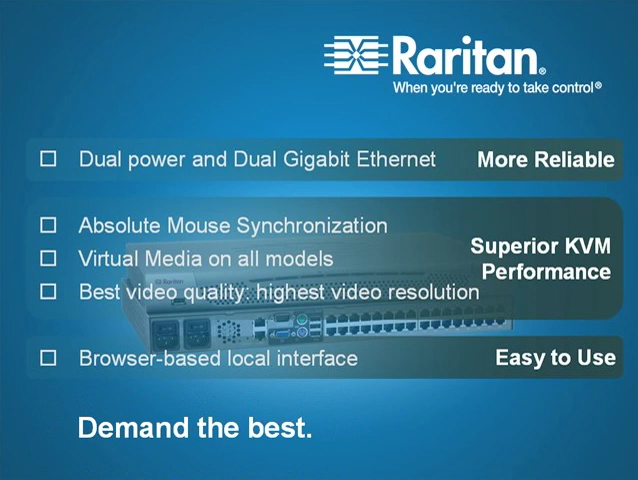 Raritan®
When you're ready to take control®
Dual power and Dual Gigabit Ethernet More Reliable
Absolute Mouse Synchronization
Virtual Media on all models
Superior KVM
Performance
Best video quality highest video resolution
Raritan
Browser-based local interface Easy to Use
Demand the best.